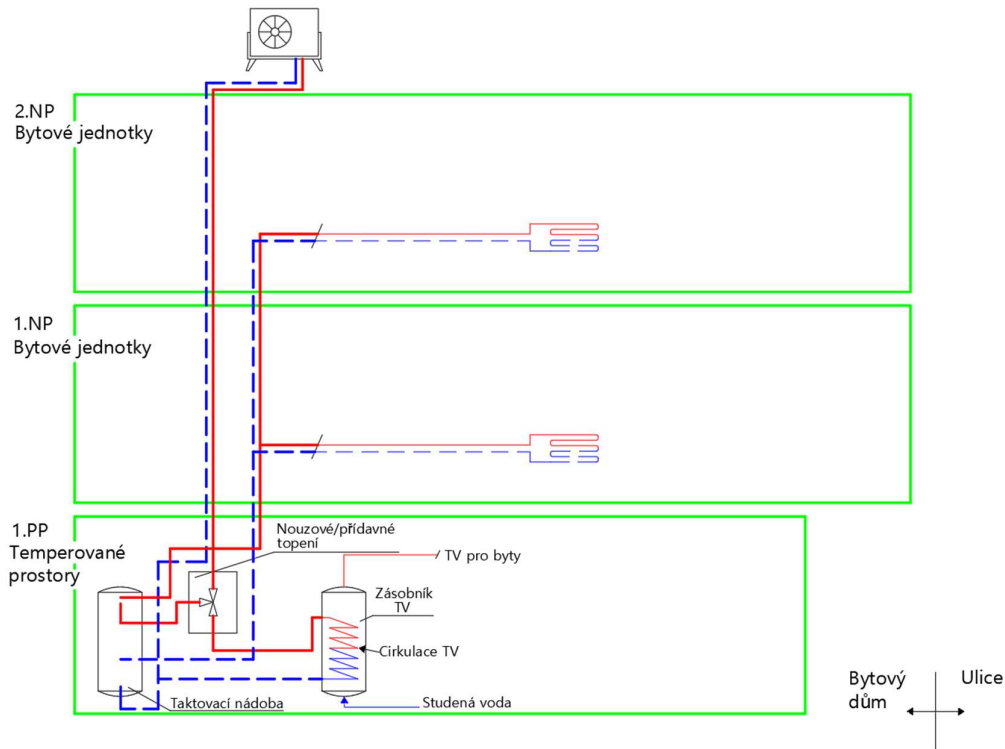 2.NP
Bytové jednotky
1.NP
Bytové jednotky
1.PP
Temperované
prostory
Nouzové/přídavné
topení
TV pro byty
Zásobník
TV
Cirkulace TV
Taktovací nádoba
Studená voda
Bytový
dům
Ulice